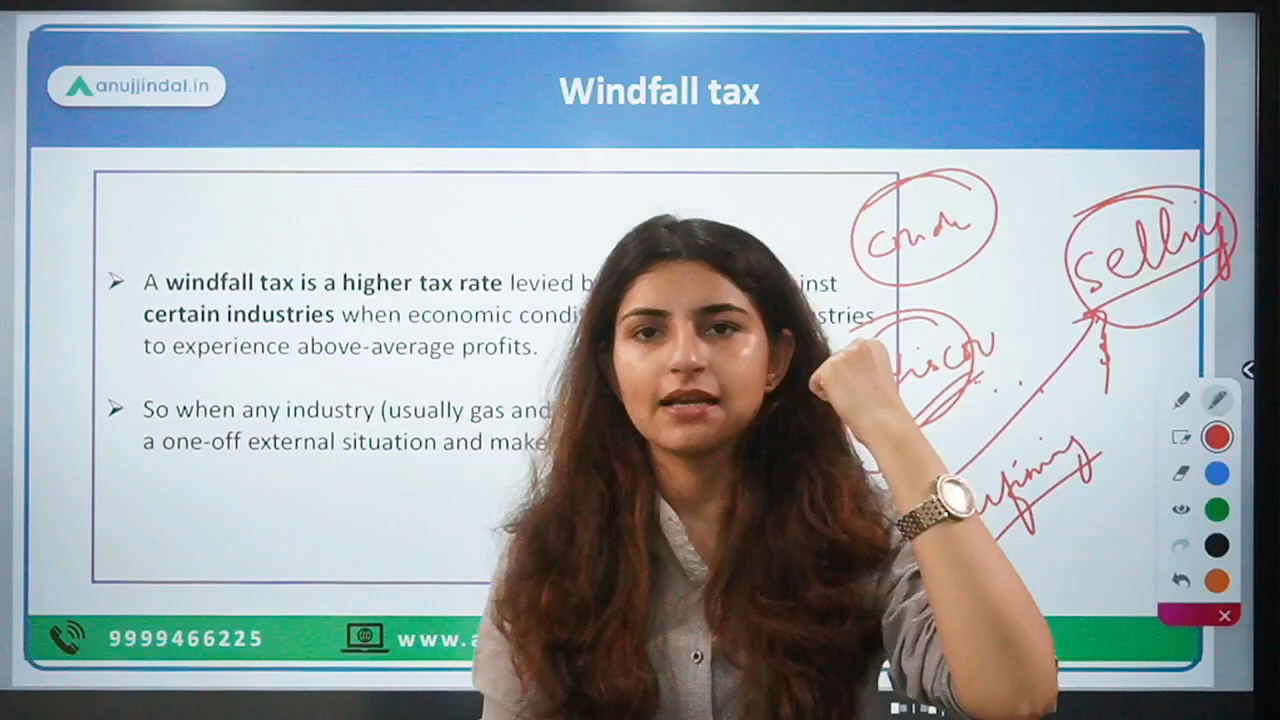 anujjindal.in
Windfall tax
➢ A windfall tax is a higher tax rate levied b inst
certain industries when economic condi stries
to experience above-average profits.
➢ So when any industry (usually gas and
a one-off external situation and make
selling
9999466225
www.a